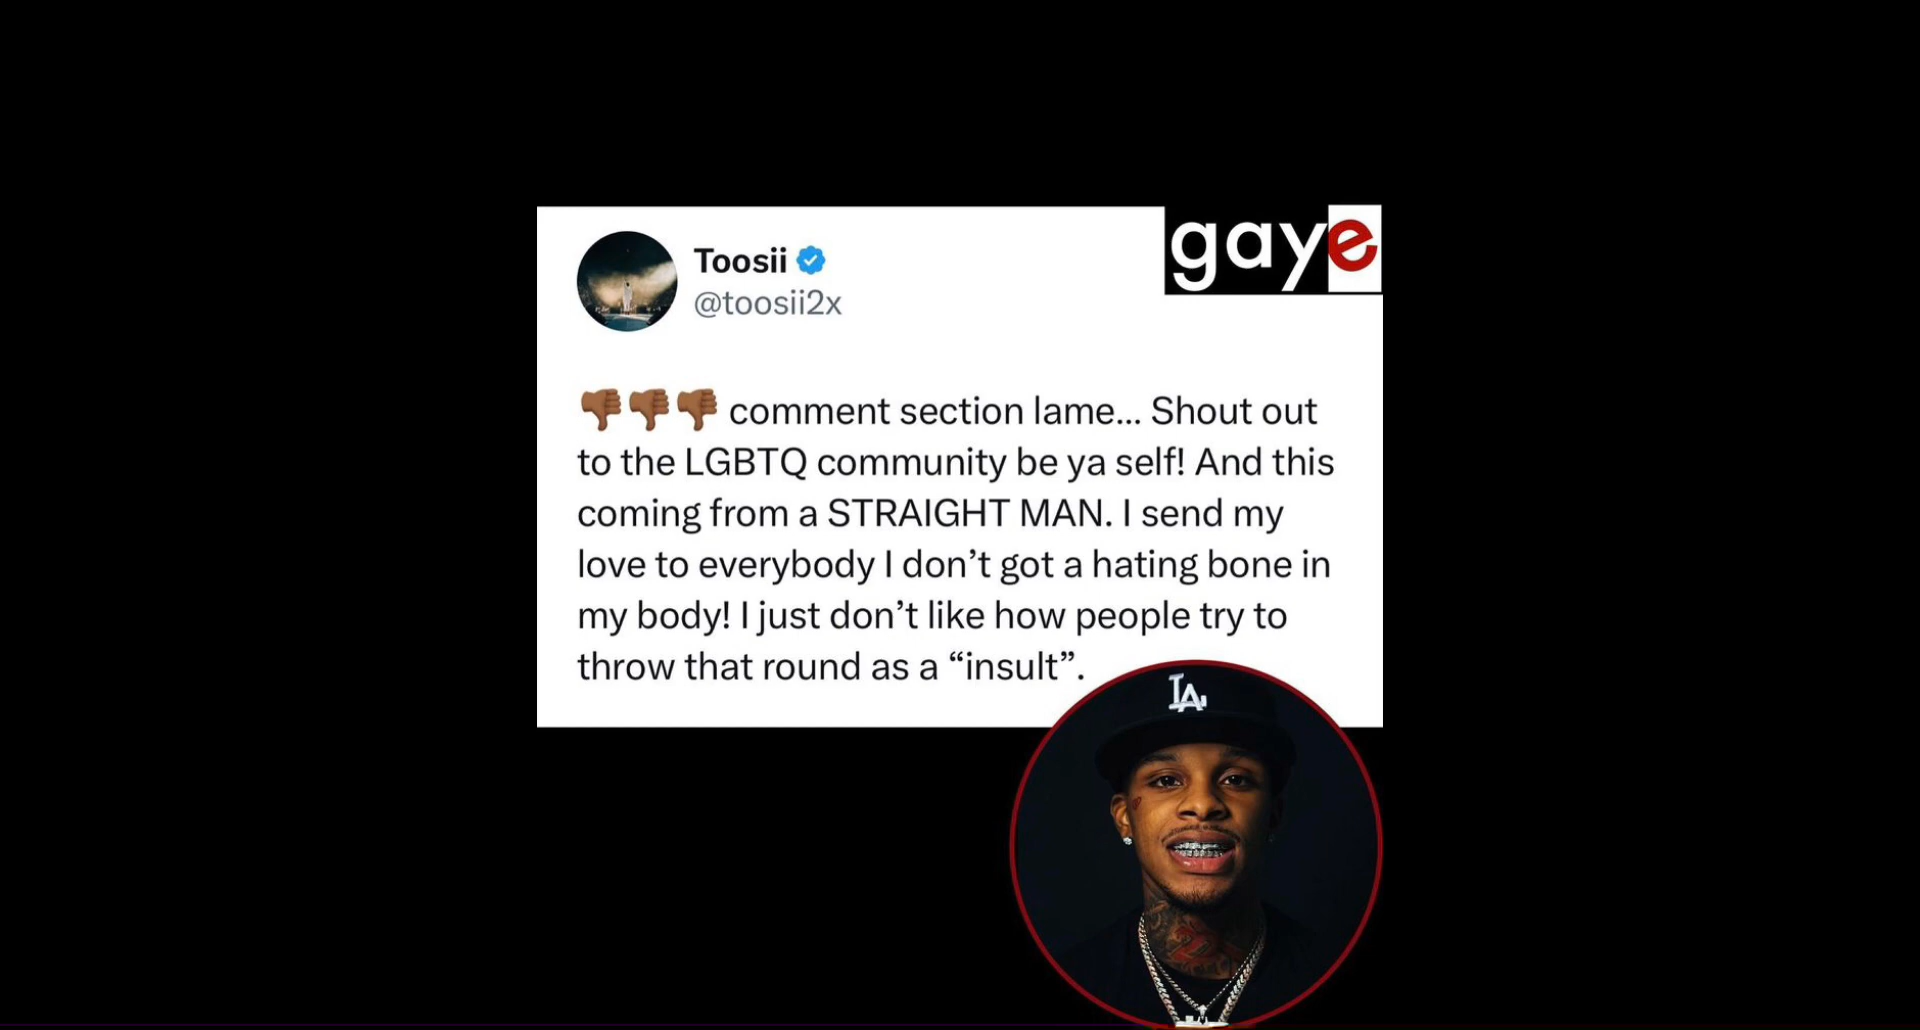 gaye
Toosii
@toosii2x
👎🏾👎🏾👎🏾 comment section lame... Shout out
to the LGBTQ community be ya self! And this
coming from a STRAIGHT MAN. I send my
love to everybody I don’t got a hating bone in
my body! I just don’t like how people try to
throw that round as a “insult”.
LA